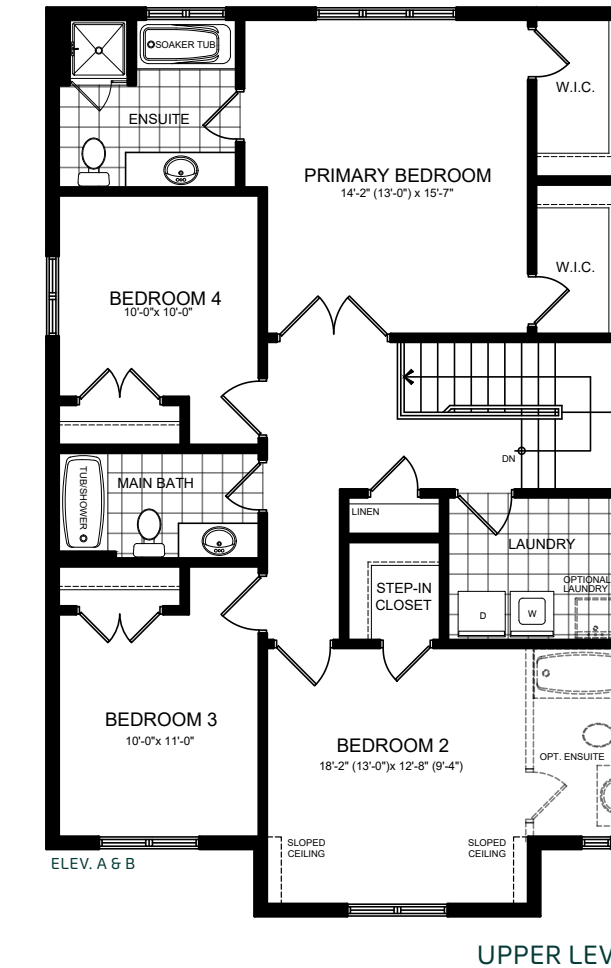 SOAKER TUB
ENSUITE
W.I.C.
PRIMARY BEDROOM
14'-2" (13'-0") x 15'-7"
W.I.C.
BEDROOM 4
10'-0"x 10'-0"
DN
MAIN BATH
TUB/SHOWER
LINEN
LAUNDRY
OPTIONAL
LAUNDRY
STEP-IN
CLOSET
D
W
BEDROOM 3
10'-0"x 11'-0"
BEDROOM 2
18'-2" (13'-0")x 12'-8" (9'-4")
OPT. ENSUITE
SLOPED
CEILING
SLOPED
CEILING
ELEV. A & B
UPPER LEV